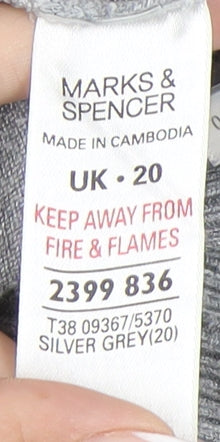 MARKS &
SPENCER
MADE IN CAMBODIA
UK • 20
KEEP AWAY FROM
FIRE & FLAMES
2399 836
T38 09367/5370
SILVER GREY(20)